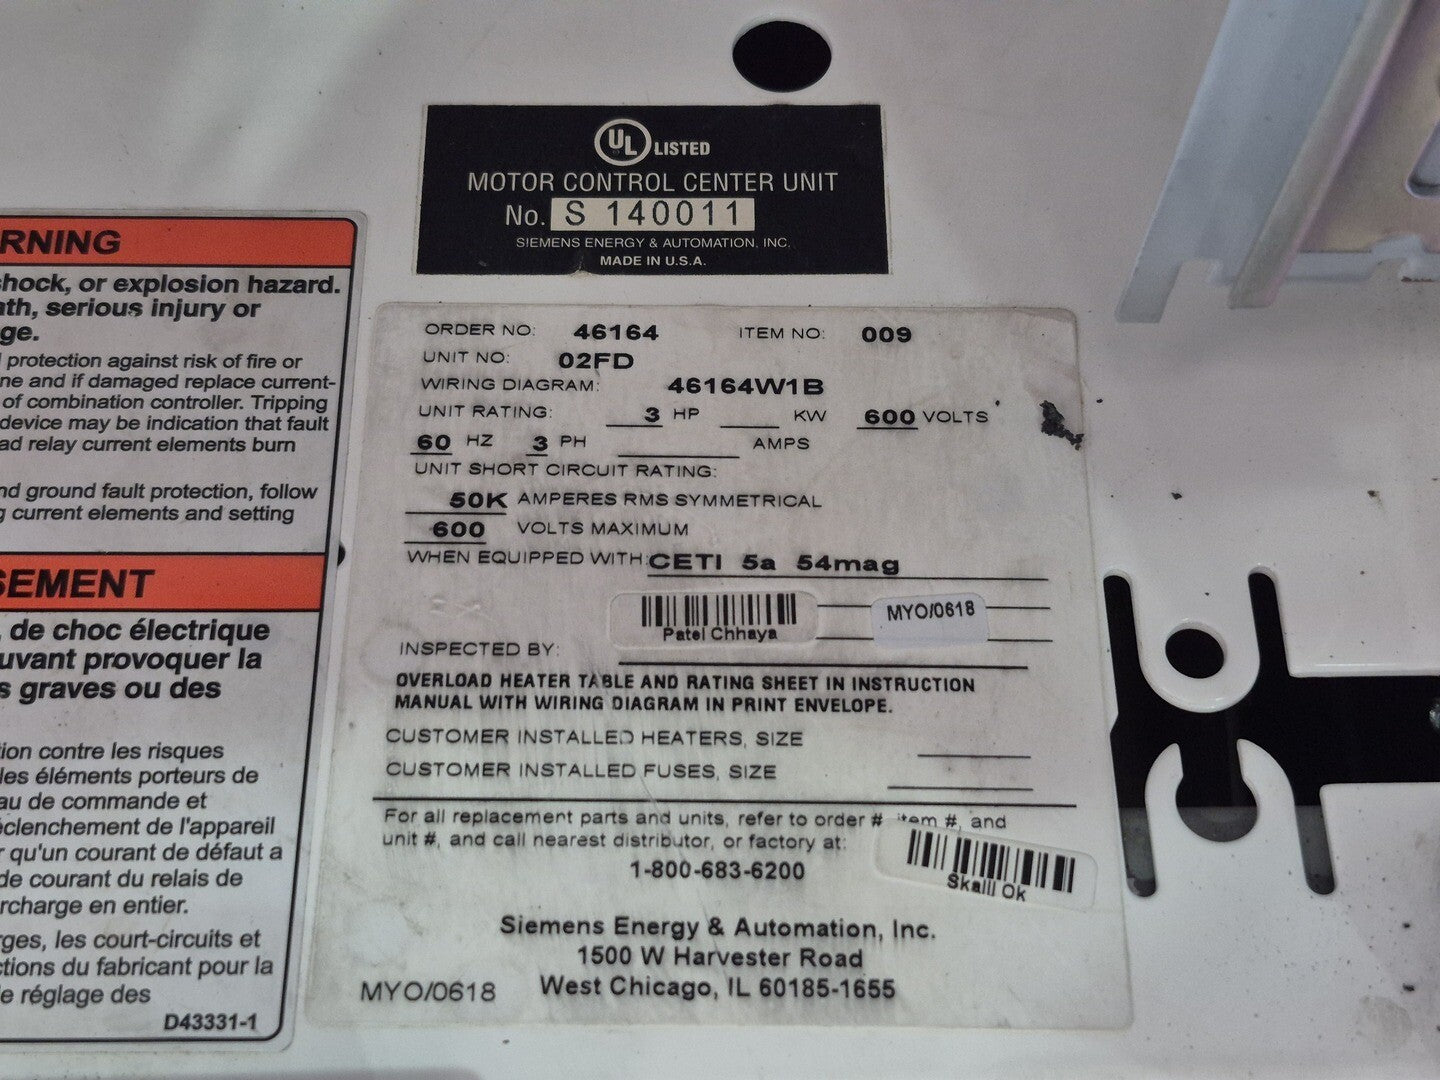 UL LISTED
MOTOR CONTROL CENTER UNIT
No. S 140011
SIEMENS ENERGY & AUTOMATION, INC.
MADE IN U.S.A.
RNING
shock, or explosion hazard.
ath, serious injury or
ge.
protection against risk of fire or
ne and if damaged replace current-
of combination controller. Tripping
device may be indication that fault
ad relay current elements burn
nd ground fault protection, follow
g current elements and setting
SEMENT
, de choc électrique
uvant provoquer la
s graves ou des
tion contre les risques
les éléments porteurs de
au de commande et
éclenchement de l'appareil
r qu'un courant de défaut a
de courant du relais de
rcharge en entier.
rges, les court-circuits et
ctions du fabricant pour la
le réglage des
D43331-1
ORDER NO: 46164 ITEM NO: 009
UNIT NO: 02FD
WIRING DIAGRAM: 46164W1B
UNIT RATING: 3 HP KW 600 VOLTS
60 HZ 3 PH AMPS
UNIT SHORT CIRCUIT RATING:
50K AMPERES RMS SYMMETRICAL
600 VOLTS MAXIMUM
WHEN EQUIPPED WITH: CETI 5a 54mag
Patel Chhaya
MYO/0618
INSPECTED BY:
OVERLOAD HEATER TABLE AND RATING SHEET IN INSTRUCTION
MANUAL WITH WIRING DIAGRAM IN PRINT ENVELOPE.
CUSTOMER INSTALLED HEATERS, SIZE
CUSTOMER INSTALLED FUSES, SIZE
For all replacement parts and units, refer to order # item #, and
unit #, and call nearest distributor, or factory at:
1-800-683-6200
Skalll Ok
Siemens Energy & Automation, Inc.
1500 W Harvester Road
West Chicago, IL 60185-1655
MYO/0618